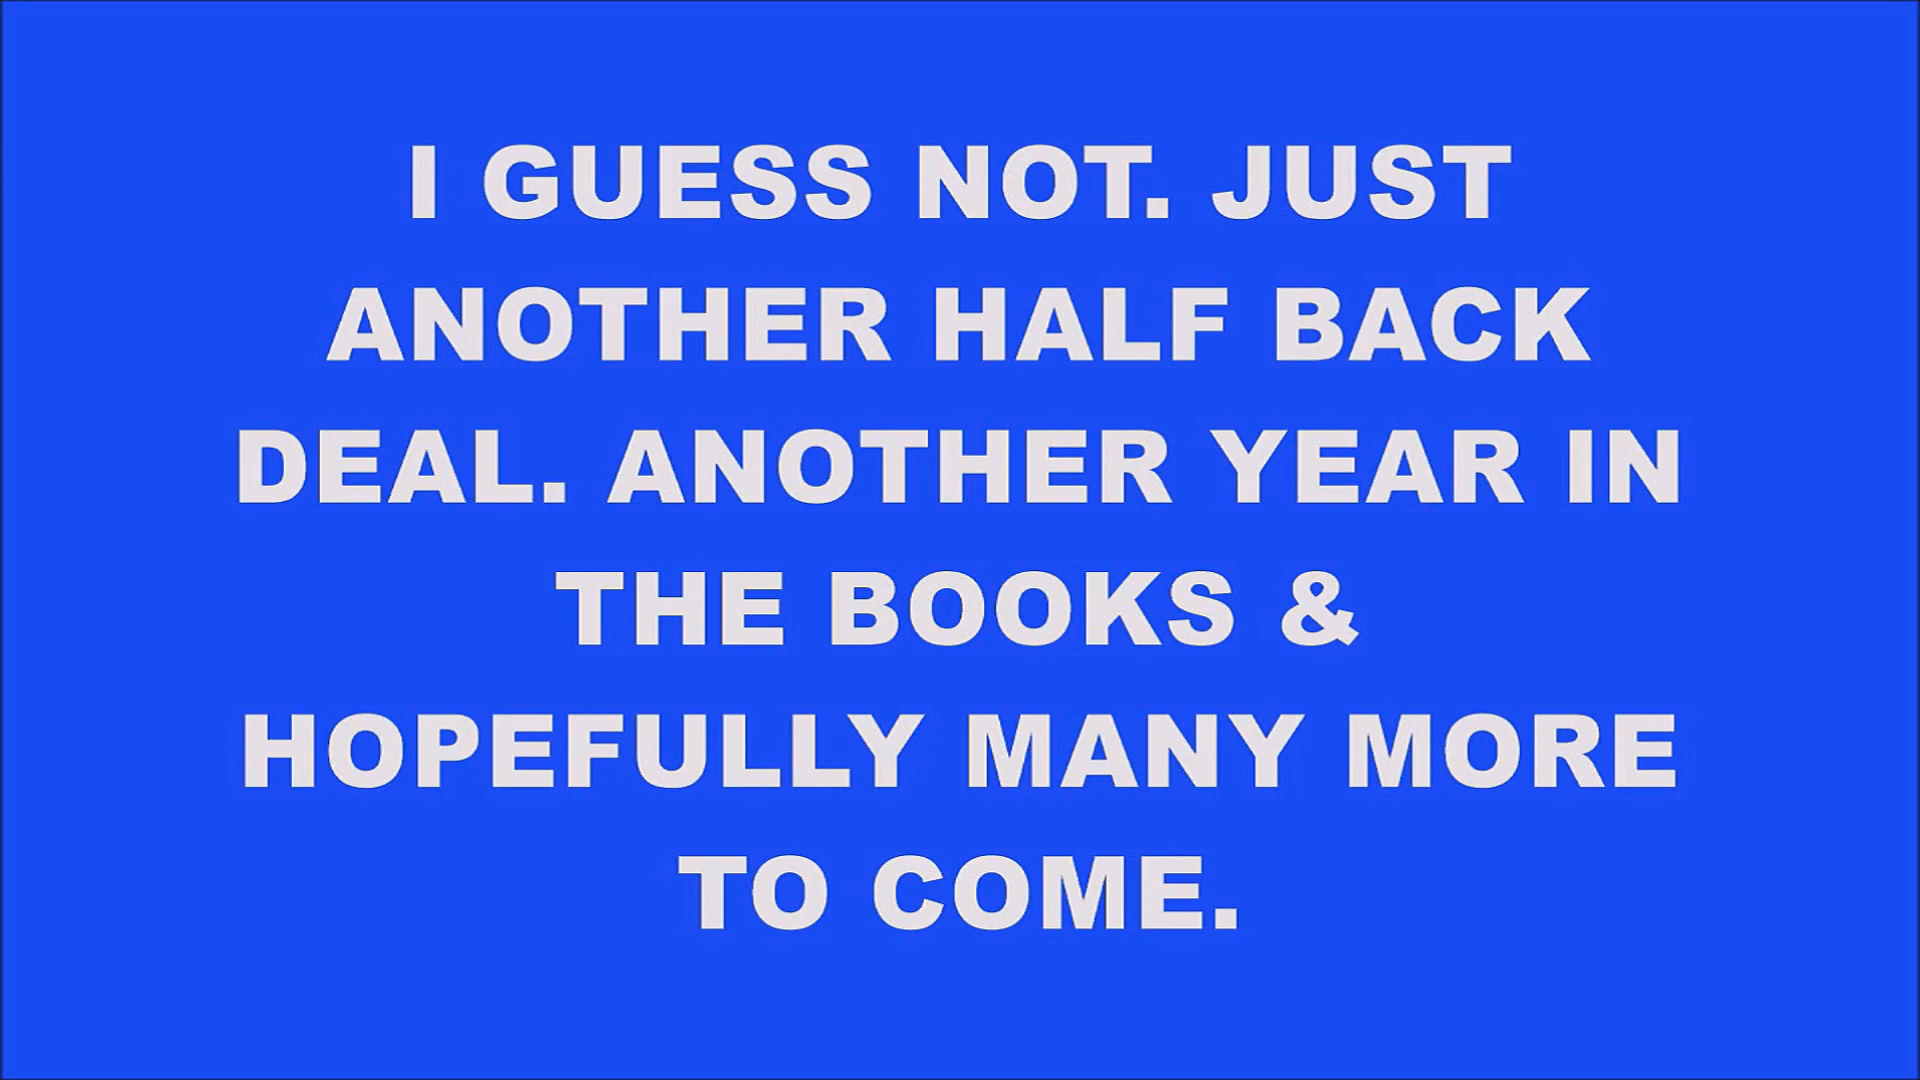 I GUESS NOT. JUST
ANOTHER HALF BACK
DEAL. ANOTHER YEAR IN
THE BOOKS &
HOPEFULLY MANY MORE
TO COME.